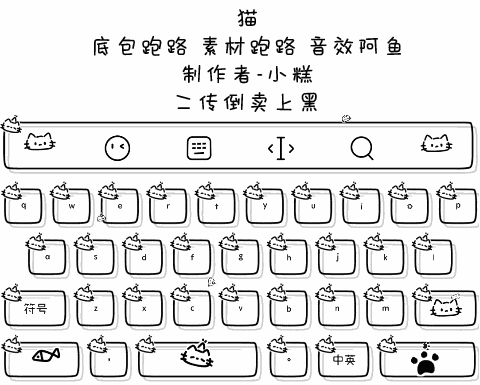 猫
底包跑路 素材跑路 音效阿鱼
制作者-小糕
二传倒卖上黑
q w e r t y u i o p
a s d f g h j k l
符号 z x c v b n m
， 。 中英